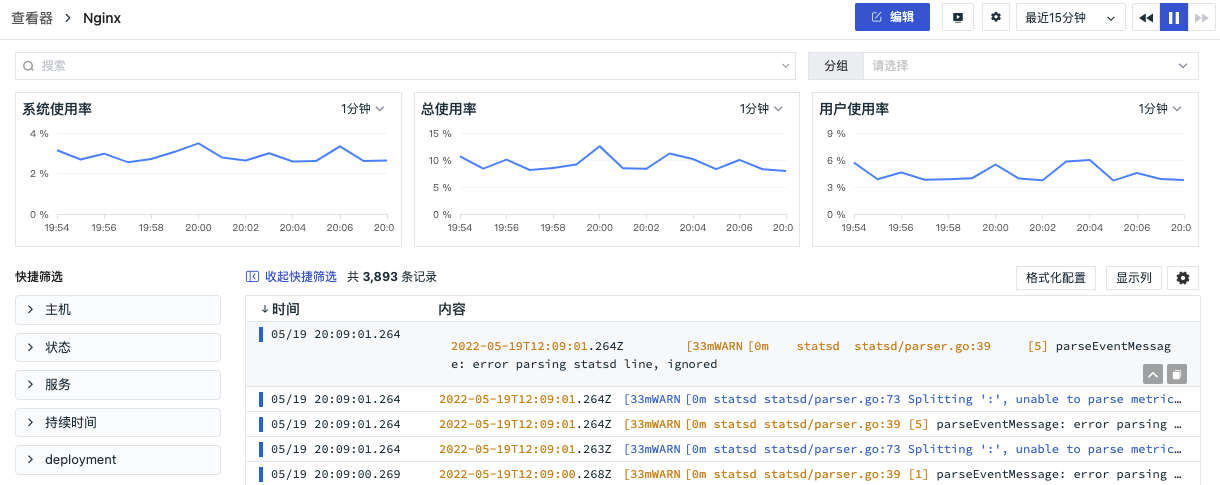 查看器 > Nginx
编辑
最近15分钟
搜索
分组 请选择
系统使用率 1分钟
4 %
2 %
0 %
19:54 19:56 19:58 20:00 20:02 20:04 20:06 20:0
总使用率 1分钟
15 %
10 %
5 %
0 %
19:54 19:56 19:58 20:00 20:02 20:04 20:06 20:0
用户使用率 1分钟
9 %
6 %
3 %
0 %
19:54 19:56 19:58 20:00 20:02 20:04 20:06 20:0
快捷筛选
主机
状态
服务
持续时间
deployment
收起快捷筛选 共 3,893 条记录
格式化配置 显示列
时间 内容
05/19 20:09:01.264
2022-05-19T12:09:01.264Z [33mWARN [0m statsd statsd/parser.go:39 [5] parseEventMessag
e: error parsing statsd line, ignored
05/19 20:09:01.264 2022-05-19T12:09:01.264Z [33mWARN [0m statsd statsd/parser.go:73 Splitting ':', unable to parse metric…
05/19 20:09:01.264 2022-05-19T12:09:01.264Z [33mWARN [0m statsd statsd/parser.go:39 [5] parseEventMessage: error parsing …
05/19 20:09:01.264 2022-05-19T12:09:01.263Z [33mWARN [0m statsd statsd/parser.go:73 Splitting ':', unable to parse metric…
05/19 20:09:00.269 2022-05-19T12:09:00.268Z [33mWARN [0m statsd statsd/parser.go:39 [1] parseEventMessage: error parsing …